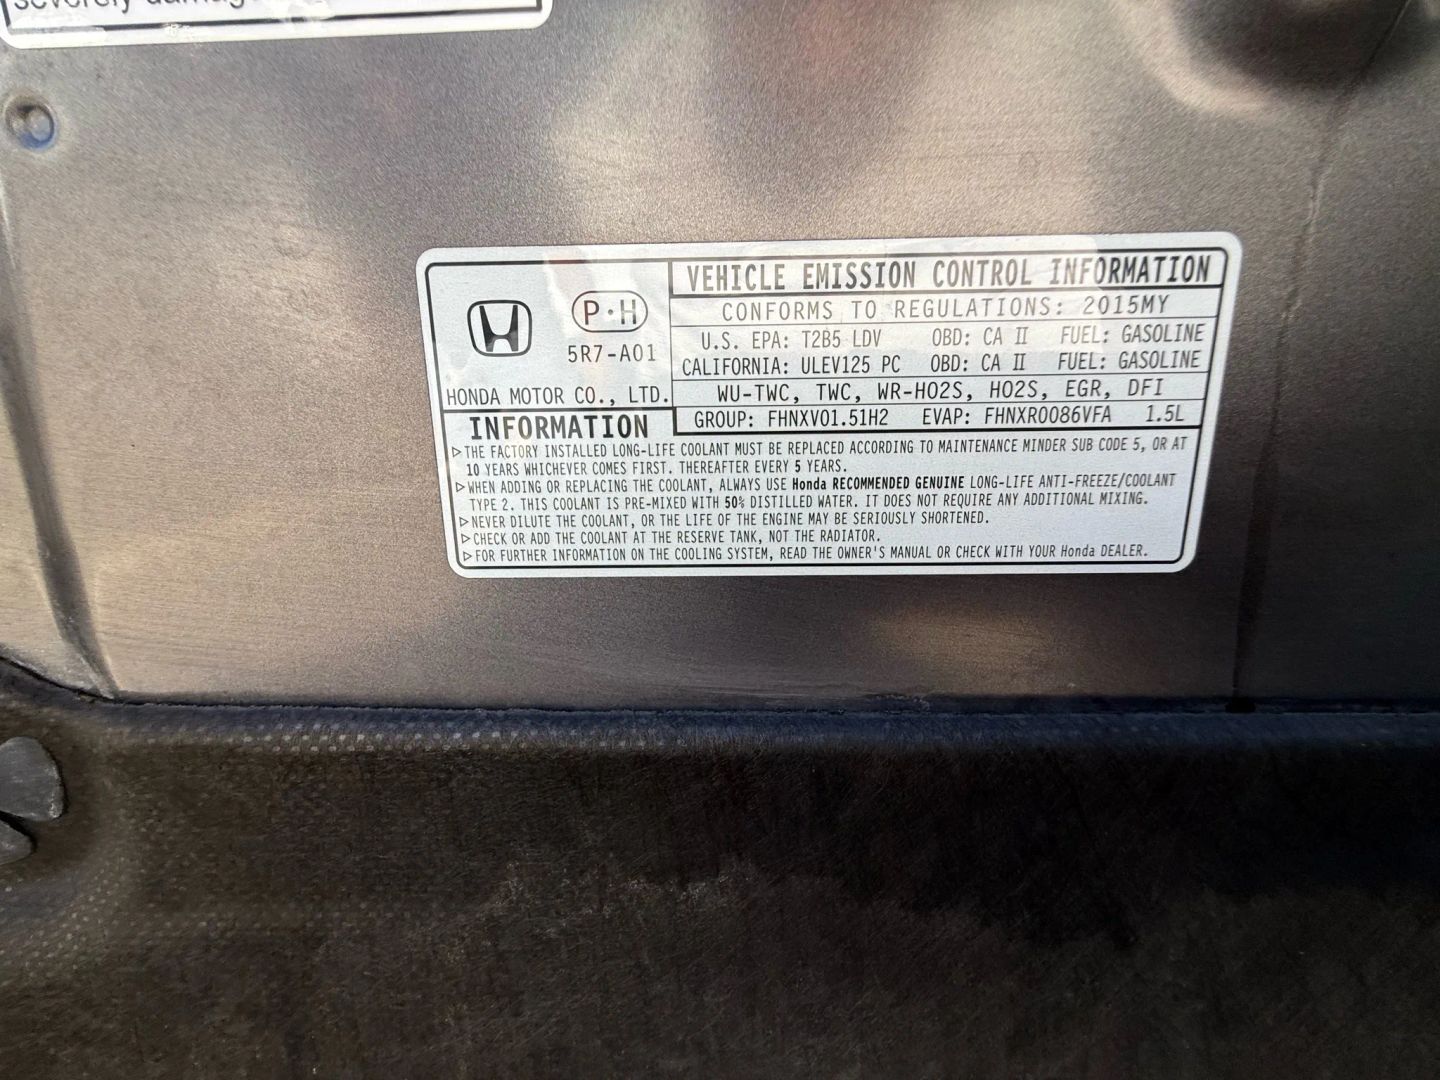 severely damag
P·H
5R7-A01
HONDA MOTOR CO., LTD.
VEHICLE EMISSION CONTROL INFORMATION
CONFORMS TO REGULATIONS: 2015MY
U.S. EPA: T2B5 LDV OBD: CA II FUEL: GASOLINE
CALIFORNIA: ULEV125 PC OBD: CA II FUEL: GASOLINE
WU-TWC, TWC, WR-HO2S, HO2S, EGR, DFI
GROUP: FHNXV01.51H2 EVAP: FHNXR0086VFA 1.5L
INFORMATION
▷THE FACTORY INSTALLED LONG-LIFE COOLANT MUST BE REPLACED ACCORDING TO MAINTENANCE MINDER SUB CODE 5, OR AT
10 YEARS WHICHEVER COMES FIRST. THEREAFTER EVERY 5 YEARS.
▷WHEN ADDING OR REPLACING THE COOLANT, ALWAYS USE Honda RECOMMENDED GENUINE LONG-LIFE ANTI-FREEZE/COOLANT
TYPE 2. THIS COOLANT IS PRE-MIXED WITH 50% DISTILLED WATER. IT DOES NOT REQUIRE ANY ADDITIONAL MIXING.
▷NEVER DILUTE THE COOLANT, OR THE LIFE OF THE ENGINE MAY BE SERIOUSLY SHORTENED.
▷CHECK OR ADD THE COOLANT AT THE RESERVE TANK, NOT THE RADIATOR.
▷FOR FURTHER INFORMATION ON THE COOLING SYSTEM, READ THE OWNER'S MANUAL OR CHECK WITH YOUR Honda DEALER.